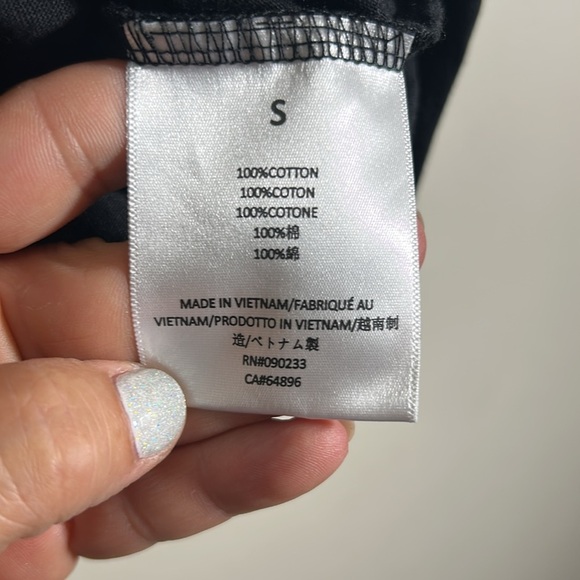 S
100%COTTON
100%COTON
100%COTONE
100%棉
100%綿
MADE IN VIETNAM/FABRIQUÉ AU
VIETNAM/PRODOTTO IN VIETNAM/越南制
造/ベトナム製
RN#090233
CA#64896